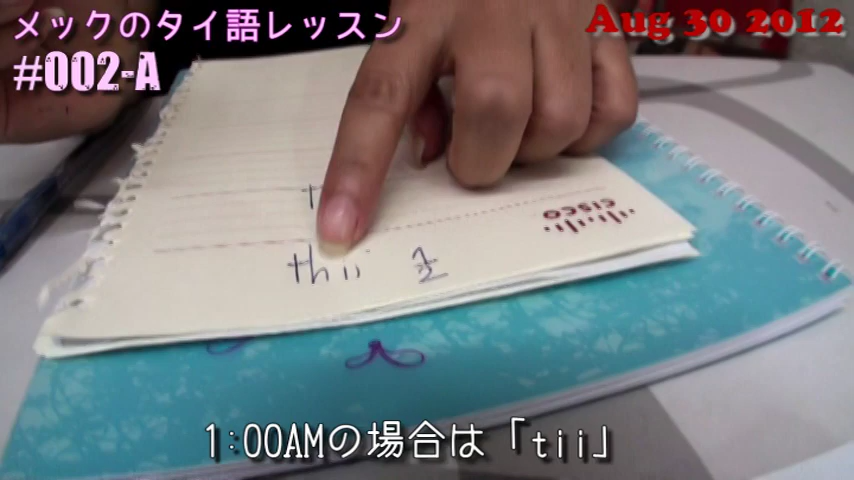 メックのタイ語レッスン
Aug 30 2012
#002-A
CISCO
thii 1/2
1:00AMの場合は「tii」